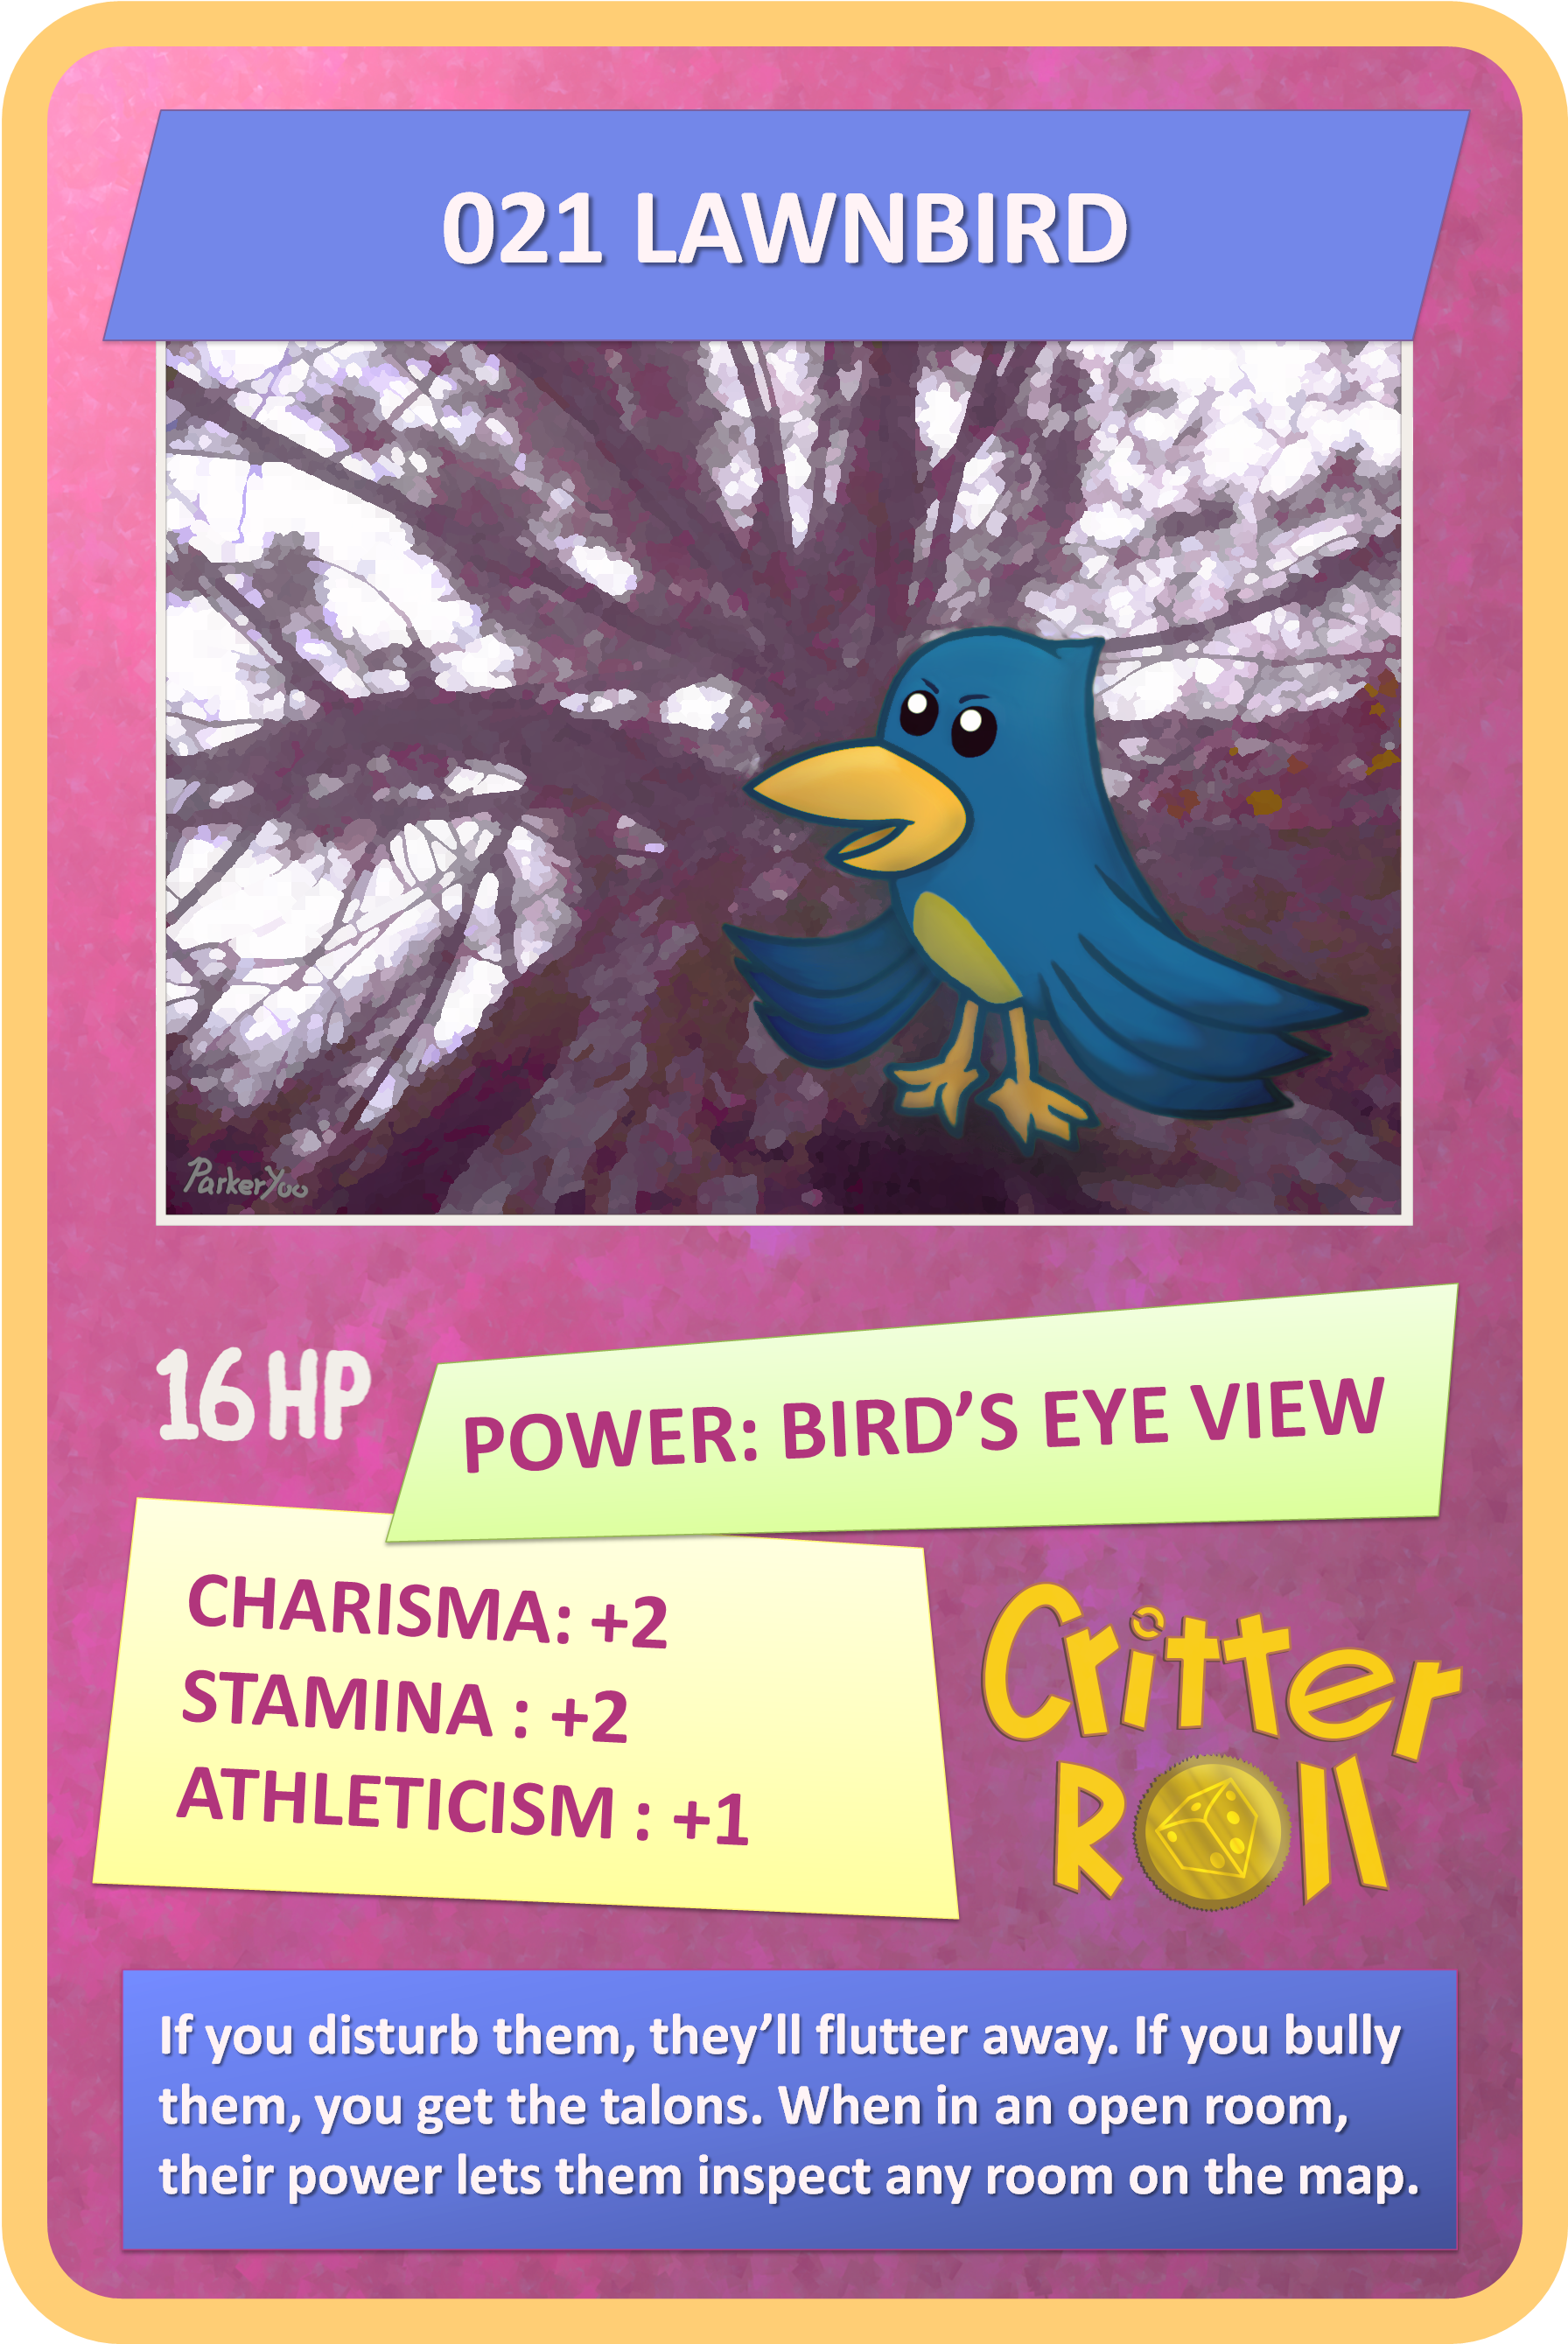 021 LAWNBIRD
ParkerYoo
16 HP
POWER: BIRD’S EYE VIEW
CHARISMA: +2
STAMINA : +2
ATHLETICISM : +1
Critter
Roll
If you disturb them, they’ll flutter away. If you bully
them, you get the talons. When in an open room,
their power lets them inspect any room on the map.